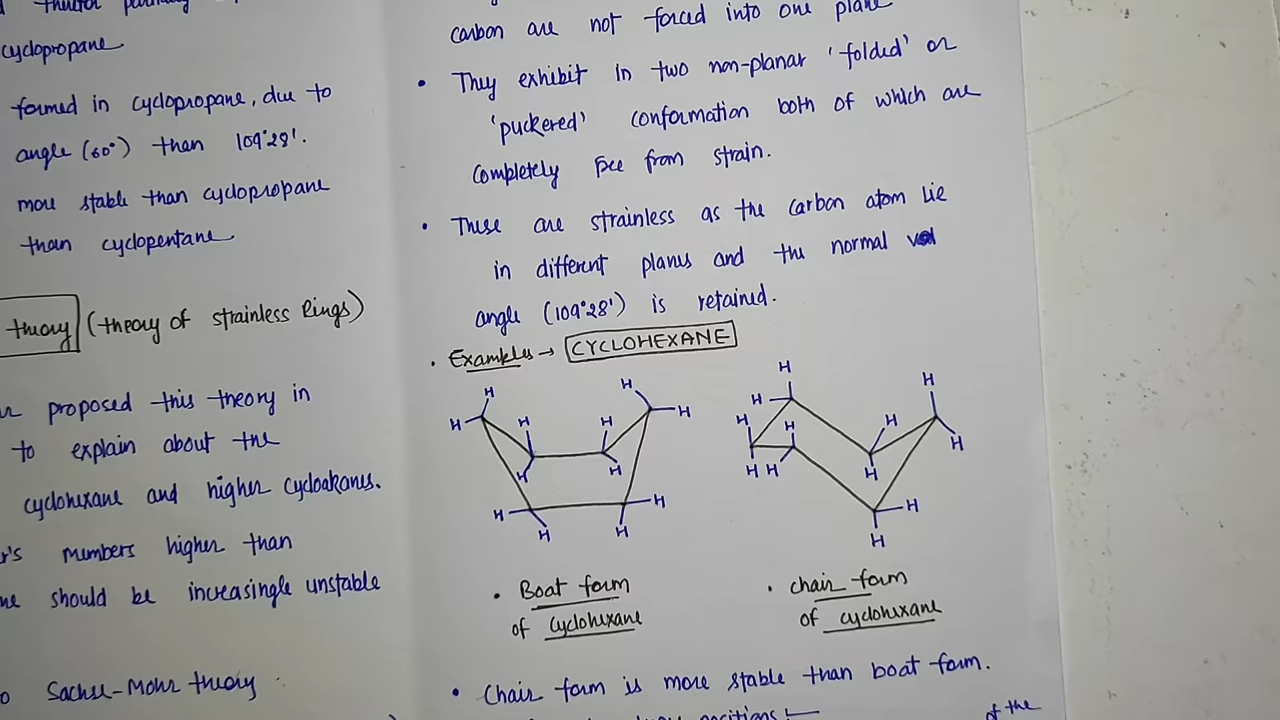 cyclopropane
formed in cyclopropane, due to
angle (60°) than 109°28'.
more stable than cyclopropane
than cyclopentane
theory (theory of strainless Rings)
proposed this theory in
to explain about the
cyclohexane and higher cycloakanes.
r's mumbers higher than
should be increasingle unstable
Sachse-Mohr theory
carbon are not forced into one plane
• They exhibit in two non-planar 'folded' or
'puckered' conformation both of which are
completely free from strain.
• These are strainless as the carbon atom lie
in different planes and the normal
angle (109°28') is retained.
• Examples → CYCLOHEXANE
H H H H H H H H H H H H
H H H H H H H H H H H H
• Boat form
of cyclohexane
• chair form
of cyclohexane
• Chair form is more stable than boat form.
positions of the